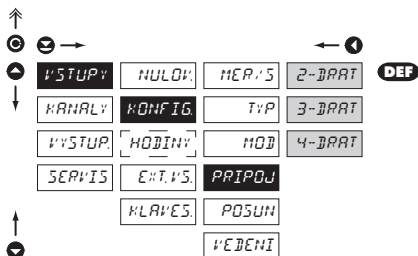 VSTUPY NULOV. MER/S 2-DRAT DEF
KANALY KONFIG. TYP 3-DRAT
VYSTUP. HODINY MOD 4-DRAT
SERVIS EXT. VS. PRIPOJ
KLAVES. POSUN
VEDENI